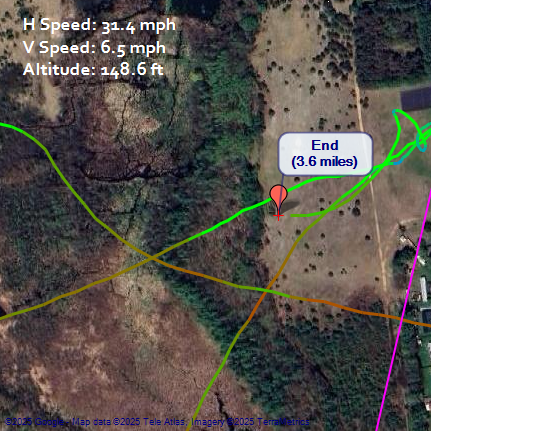 H Speed: 31.4 mph
V Speed: 6.5 mph
Altitude: 148.6 ft
End
(3.6 miles)
©2025 Google - Map data ©2025 Tele Atlas, Imagery ©2025 TerraMetrics